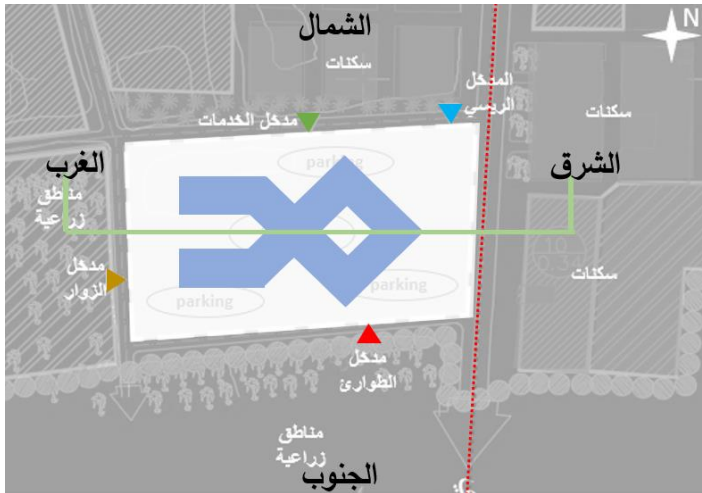 الشمال
N
سكنات
المدخل
الريسي
مدخل الخدمات
سكنات
parking
الغرب
الشرق
مناطق
زراعية
مدخل
الزوار
سكنات
parking
parking
مدخل
الطوارئ
مناطق
زراعية
الجنوب